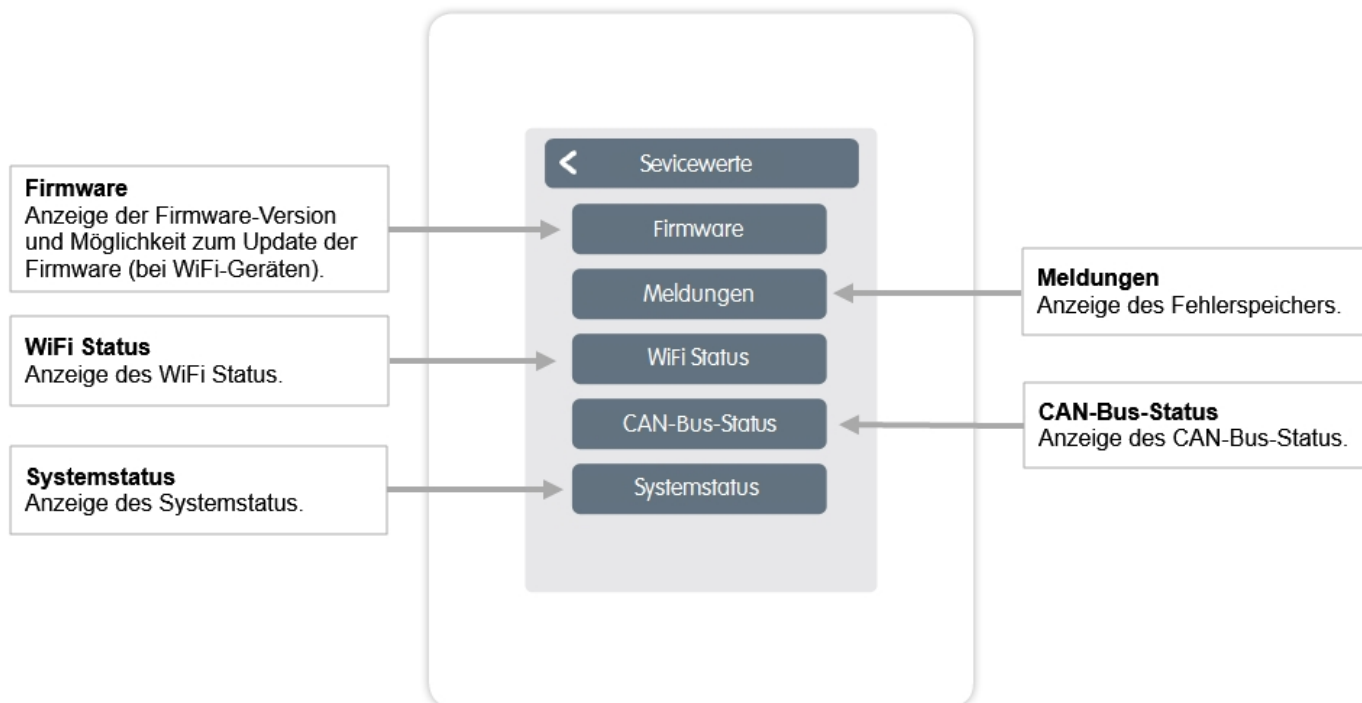 Firmware
Anzeige der Firmware-Version
und Möglichkeit zum Update der
Firmware (bei WiFi-Geräten).
WiFi Status
Anzeige des WiFi Status.
Systemstatus
Anzeige des Systemstatus.
Sevicewerte
Firmware
Meldungen
WiFi Status
CAN-Bus-Status
Systemstatus
Meldungen
Anzeige des Fehlerspeichers.
CAN-Bus-Status
Anzeige des CAN-Bus-Status.